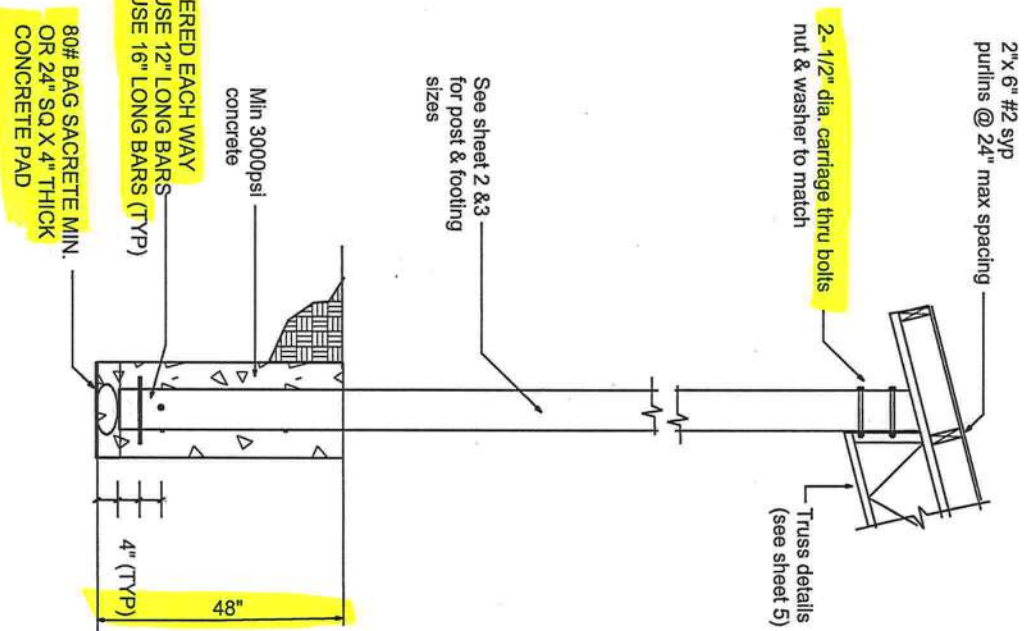 2"x 6" #2 syp
purlins @ 24" max spacing
2- 1/2" dia. carriage thru bolts
nut & washer to match
Truss details
(see sheet 5)
See sheet 2 &3
for post & footing
sizes
Min 3000psi
concrete
ERED EACH WAY
USE 12" LONG BARS
USE 16" LONG BARS (TYP)
80# BAG SACRETE MIN.
OR 24" SQ X 4" THICK
CONCRETE PAD
4" (TYP)
48"